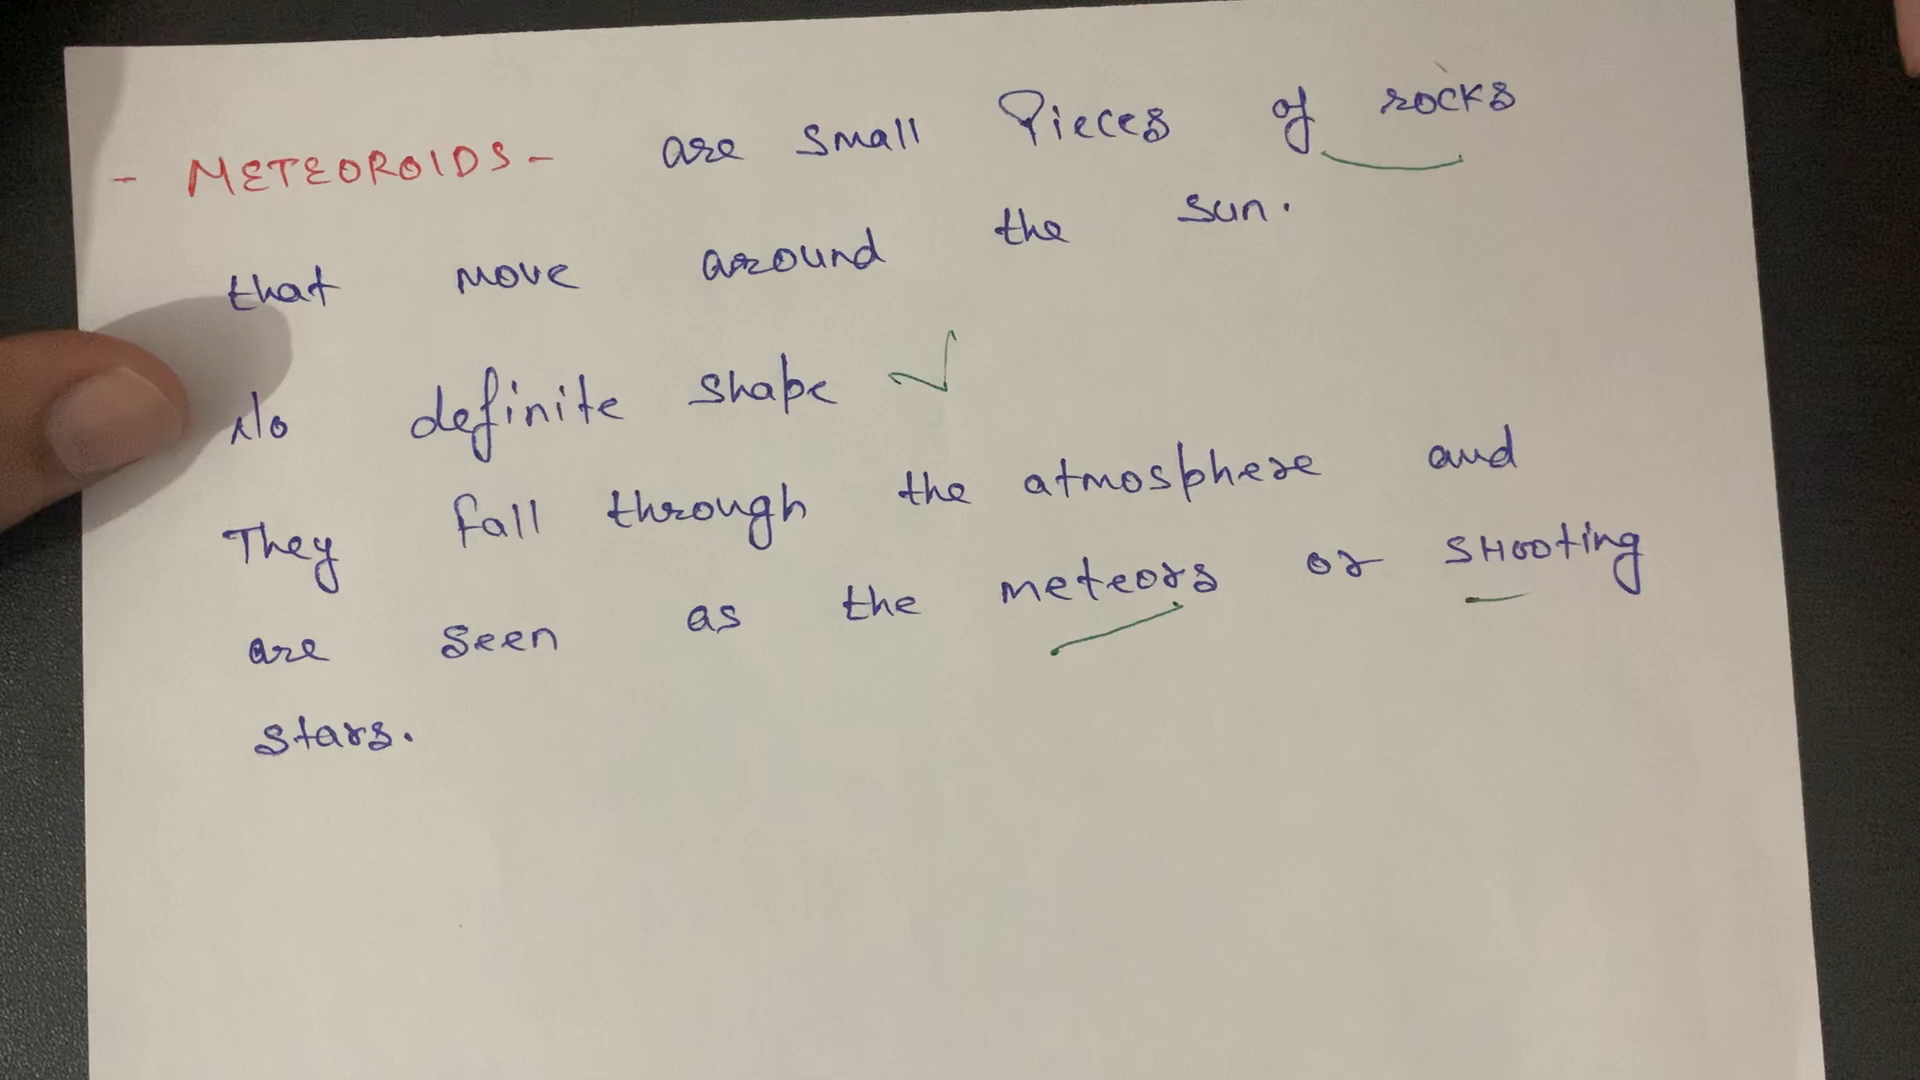 - METEOROIDS - are small Pieces of rocks
that move around the sun.
No definite shape
They fall through the atmosphere and
are seen as the meteors or SHooting
stars.